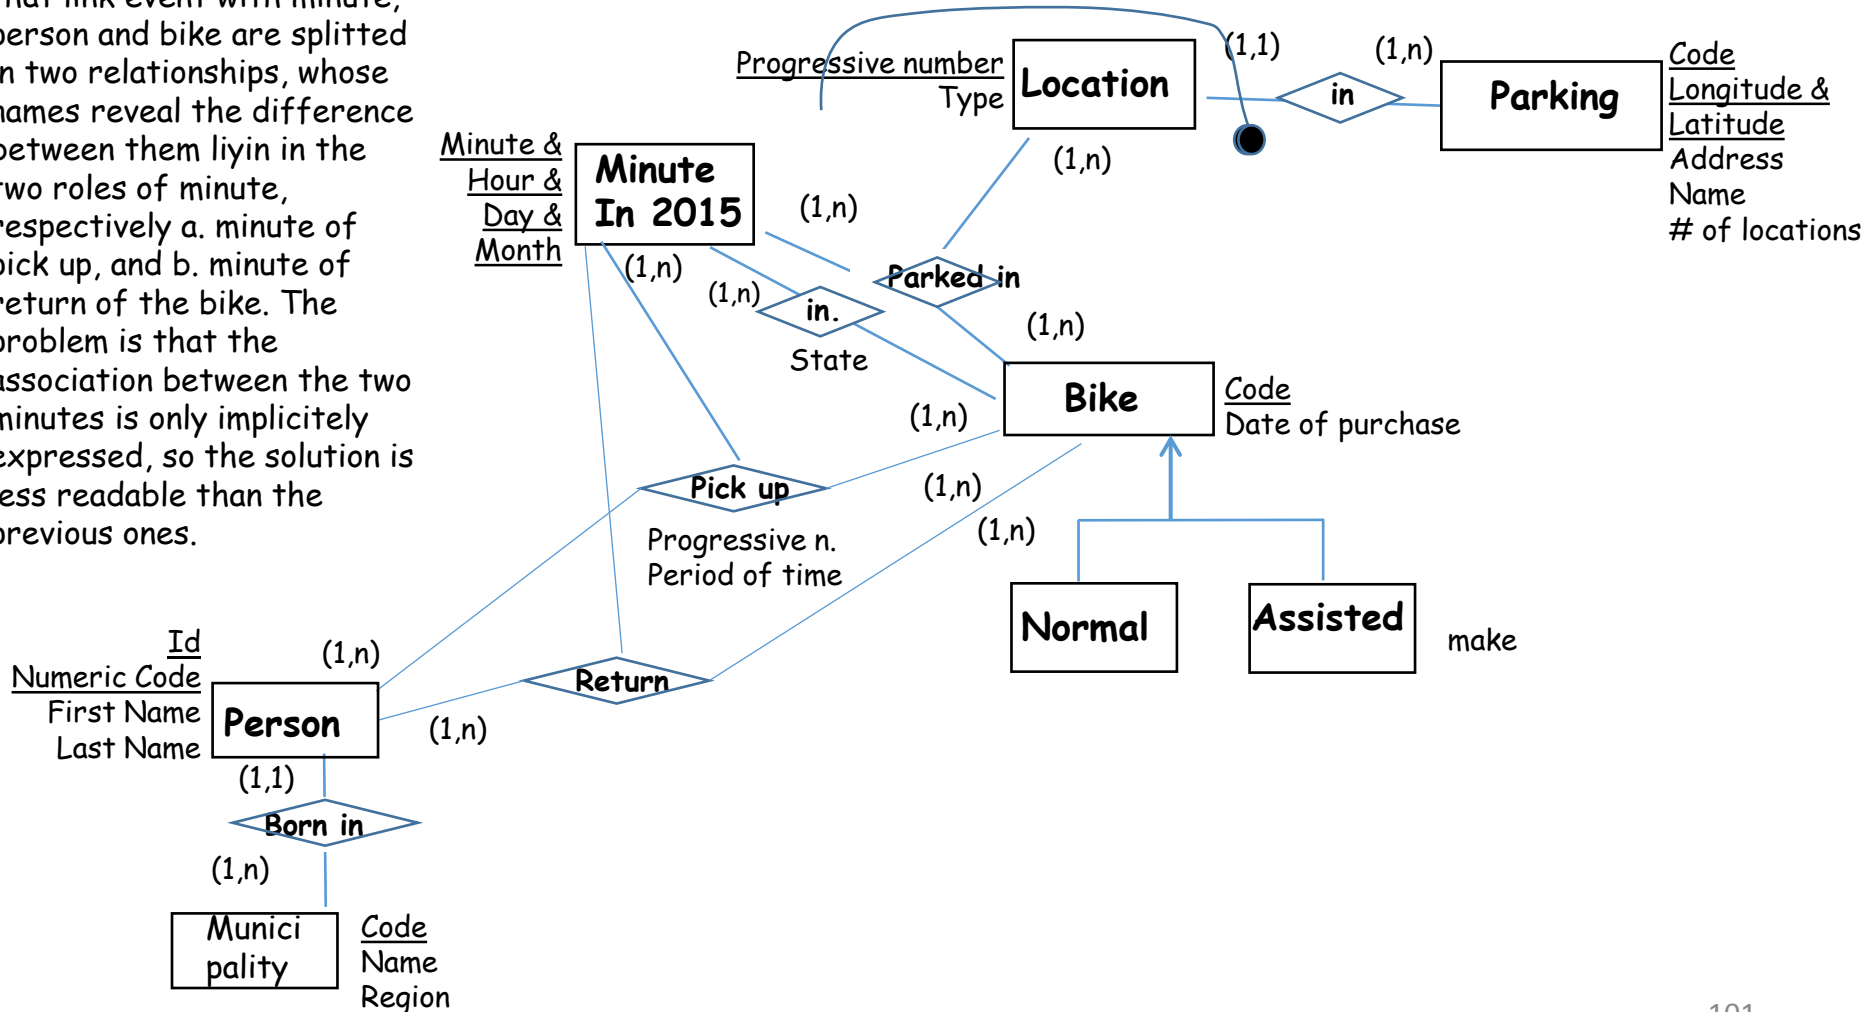 that link event with minute,
person and bike are splitted
in two relationships, whose
names reveal the difference
between them liyin in the
two roles of minute,
respectively a. minute of
pick up, and b. minute of
return of the bike. The
problem is that the
association between the two
minutes is only implicitely
expressed, so the solution is
less readable than the
previous ones.
Progressive number
Type
Location
(1,1)
in
(1,n)
Parking
Code
Longitude &
Latitude
Address
Name
# of locations
Minute &
Hour &
Day &
Month
Minute
In 2015
(1,n)
(1,n)
(1,n)
(1,n)
Parked in
in.
State
(1,n)
Bike
Code
Date of purchase
(1,n)
Pick up
(1,n)
(1,n)
Progressive n.
Period of time
Normal
Assisted
make
Id
Numeric Code
First Name
Last Name
Person
(1,n)
Return
(1,n)
(1,1)
Born in
(1,n)
Munici
pality
Code
Name
Region
101